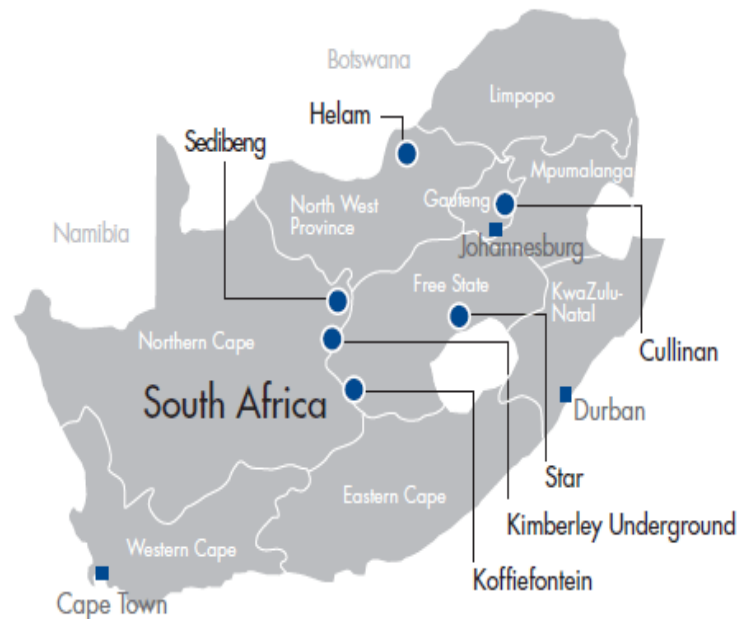 Botswana
Limpopo
Helam
Sedibeng
Mpumalanga
North West
Province
Gauteng
Namibia
Johannesburg
Free State
KwaZulu-
Natal
Northern Cape
Cullinan
South Africa
Durban
Star
Eastern Cape
Kimberley Underground
Western Cape
Koffiefontein
Cape Town